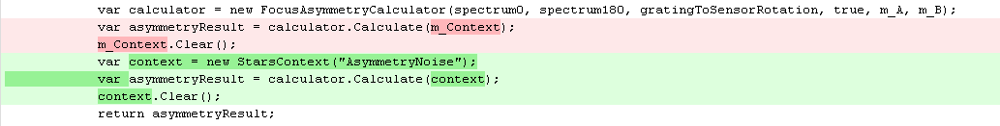 var calculator = new FocusAsymmetryCalculator(spectrum0, spectrum180, gratingToSensorRotation, true, m_A, m_B);
var asymmetryResult = calculator.Calculate(m_Context);
m_Context.Clear();
var context = new StarsContext("AsymmetryNoise");
var asymmetryResult = calculator.Calculate(context);
context.Clear();
return asymmetryResult;